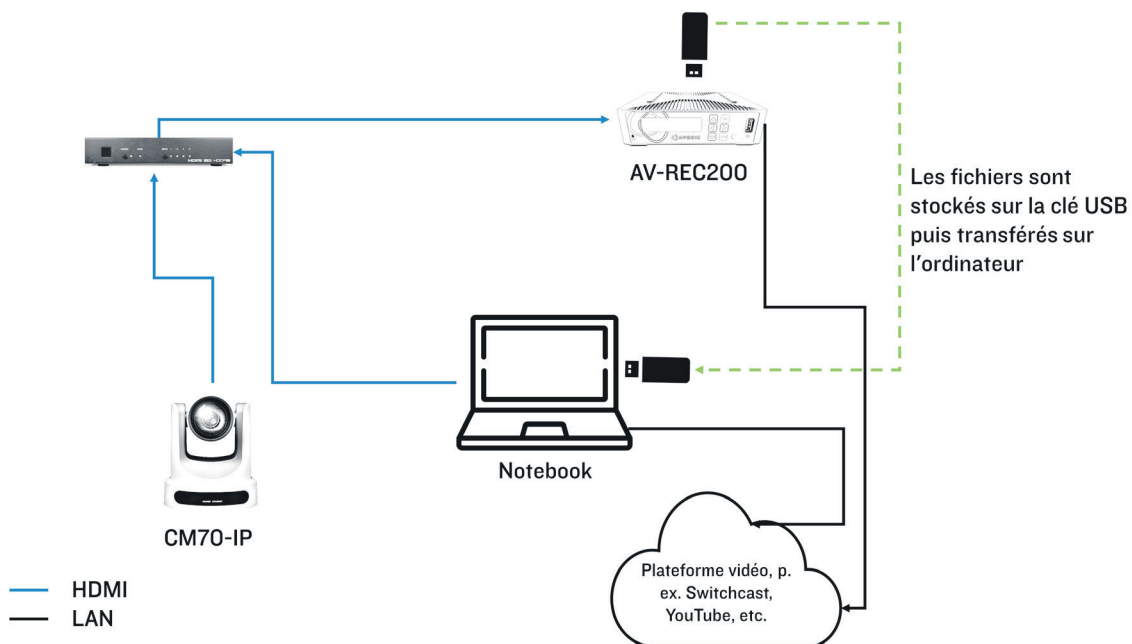 AV-REC200
Les fichiers sont
stockés sur la clé USB
puis transférés sur
l'ordinateur
Notebook
CM70-IP
Plateforme vidéo, p.
ex. Switchcast,
YouTube, etc.
HDMI
LAN